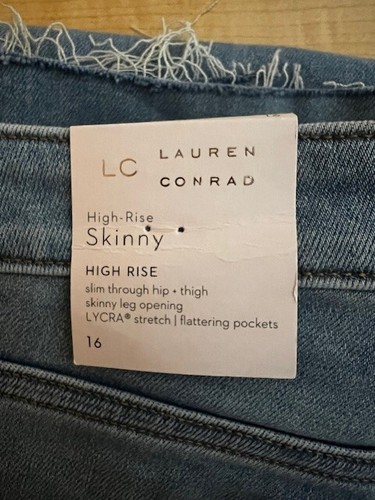 LC LAUREN
CONRAD
High-Rise
Skinny
HIGH RISE
slim through hip + thigh
skinny leg opening
LYCRA® stretch | flattering pockets
16